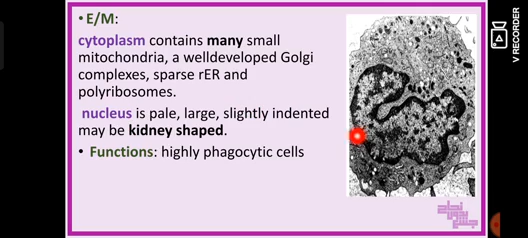 • E/M:
cytoplasm contains many small
mitochondria, a welldeveloped Golgi
complexes, sparse rER and
polyribosomes.
nucleus is pale, large, slightly indented
may be kidney shaped.
• Functions: highly phagocytic cells
V RECORDER